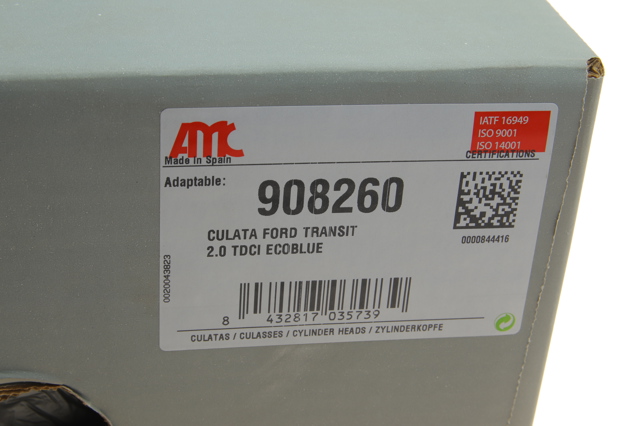 AMC
Made in Spain
IATF 16949
ISO 9001
ISO 14001
CERTIFICATIONS
Adaptable:
908260
CULATA FORD TRANSIT
2.0 TDCI ECOBLUE
0000844416
0020043823
8 432817 035739
CULATAS / CULASSES / CYLINDER HEADS / ZYLINDERKOPFE